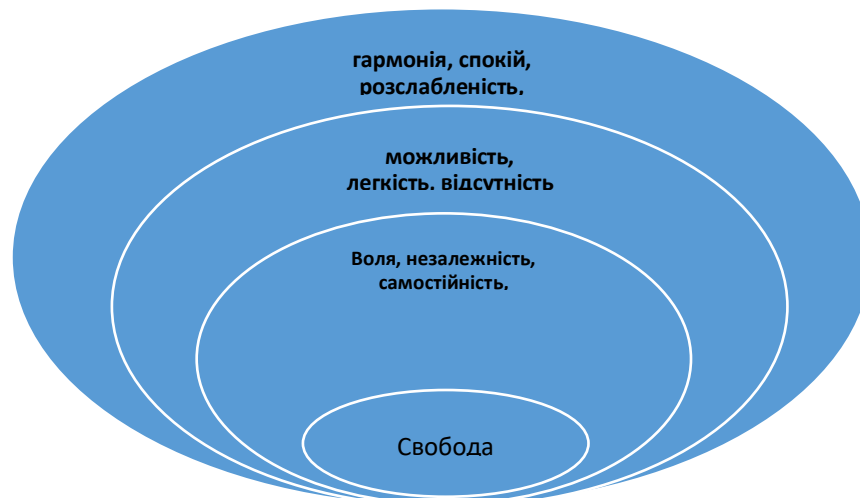 гармонія, спокій,
розслабленість,
можливість,
легкість, відсутність
Воля, незалежність,
самостійність,
Свобода